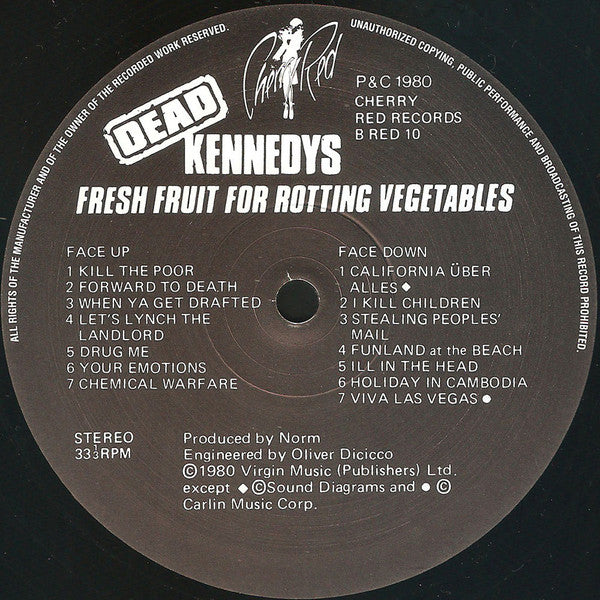 ALL RIGHTS OF THE MANUFACTURER AND OF THE OWNER OF THE RECORDED WORK RESERVED.
UNAUTHORIZED COPYING, PUBLIC PERFORMANCE AND BROADCASTING OF THIS RECORD PROHIBITED.
Cherry Red
P&C 1980
CHERRY
RED RECORDS
B RED 10
DEAD
KENNEDYS
FRESH FRUIT FOR ROTTING VEGETABLES
FACE UP
1 KILL THE POOR
2 FORWARD TO DEATH
3 WHEN YA GET DRAFTED
4 LET'S LYNCH THE
LANDLORD
5 DRUG ME
6 YOUR EMOTIONS
7 CHEMICAL WARFARE
FACE DOWN
1 CALIFORNIA ÜBER
ALLES ◆
2 I KILL CHILDREN
3 STEALING PEOPLES'
MAIL
4 FUNLAND at the BEACH
5 ILL IN THE HEAD
6 HOLIDAY IN CAMBODIA
7 VIVA LAS VEGAS ●
STEREO
33⅓RPM
Produced by Norm
Engineered by Oliver Dicicco
©1980 Virgin Music (Publishers) Ltd.
except ◆ ©Sound Diagrams and ● ©
Carlin Music Corp.